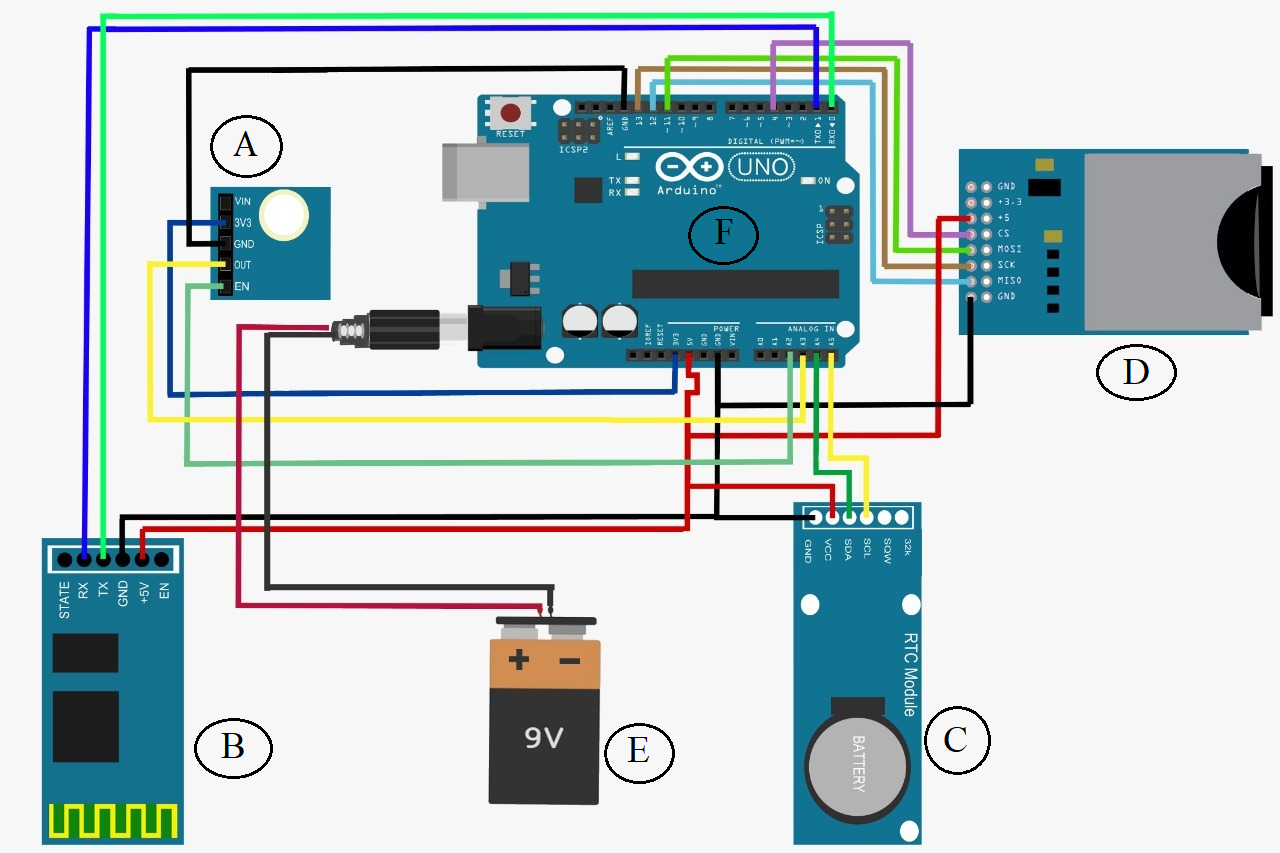 A
VIN
3V3
GND
OUT
EN
RESET
ICSP2
AREF
GND
13
12
~11
~10
~9
8
7
~6
~5
4
~3
2
TXD▶1
RXD◀0
DIGITAL (PWM=~)
L
TX
RX
UNO
Arduino™
ON
1
ICSP
F
IOREF
RESET
3V3
5V
GND
GND
VIN
POWER
ANALOG IN
A0
A1
A2
A3
A4
A5
GND
+3.3
+5
CS
MOSI
SCK
MISO
GND
D
STATE
RX
TX
GND
+5V
EN
B
+ −
9V
E
GND
VCC
SDA
SCL
SQW
32k
RTC Module
BATTERY
C